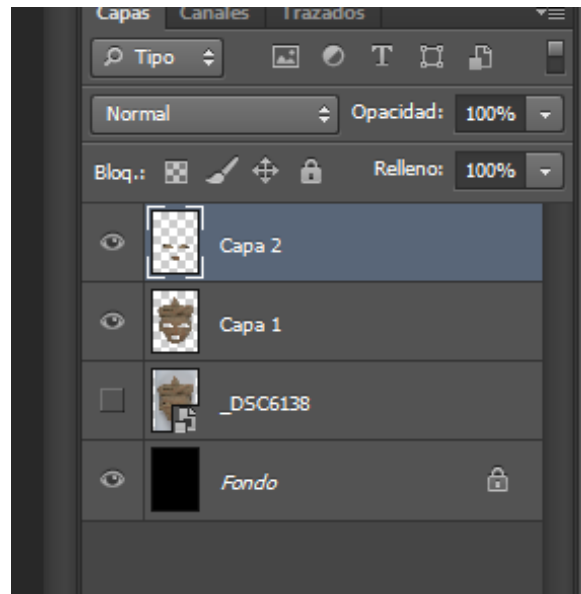 Capas Canales Trazados
Tipo T
Normal Opacidad: 100%
Bloq.: Relleno: 100%
Capa 2
Capa 1
_DSC6138
Fondo